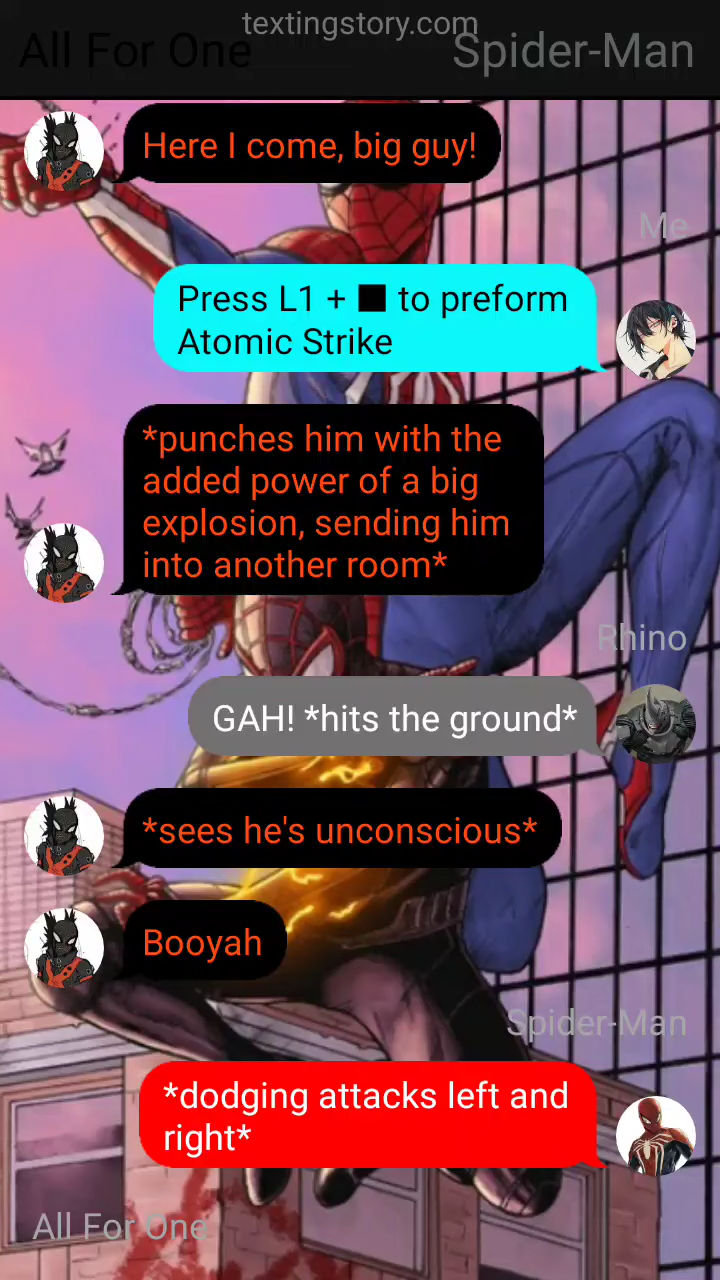 textingstory.com
All For One
Spider-Man
Here I come, big guy!
Me
Press L1 + ■ to preform
Atomic Strike
*punches him with the
added power of a big
explosion, sending him
into another room*
Rhino
GAH! *hits the ground*
*sees he's unconscious*
Booyah
Spider-Man
*dodging attacks left and
right*
All For One